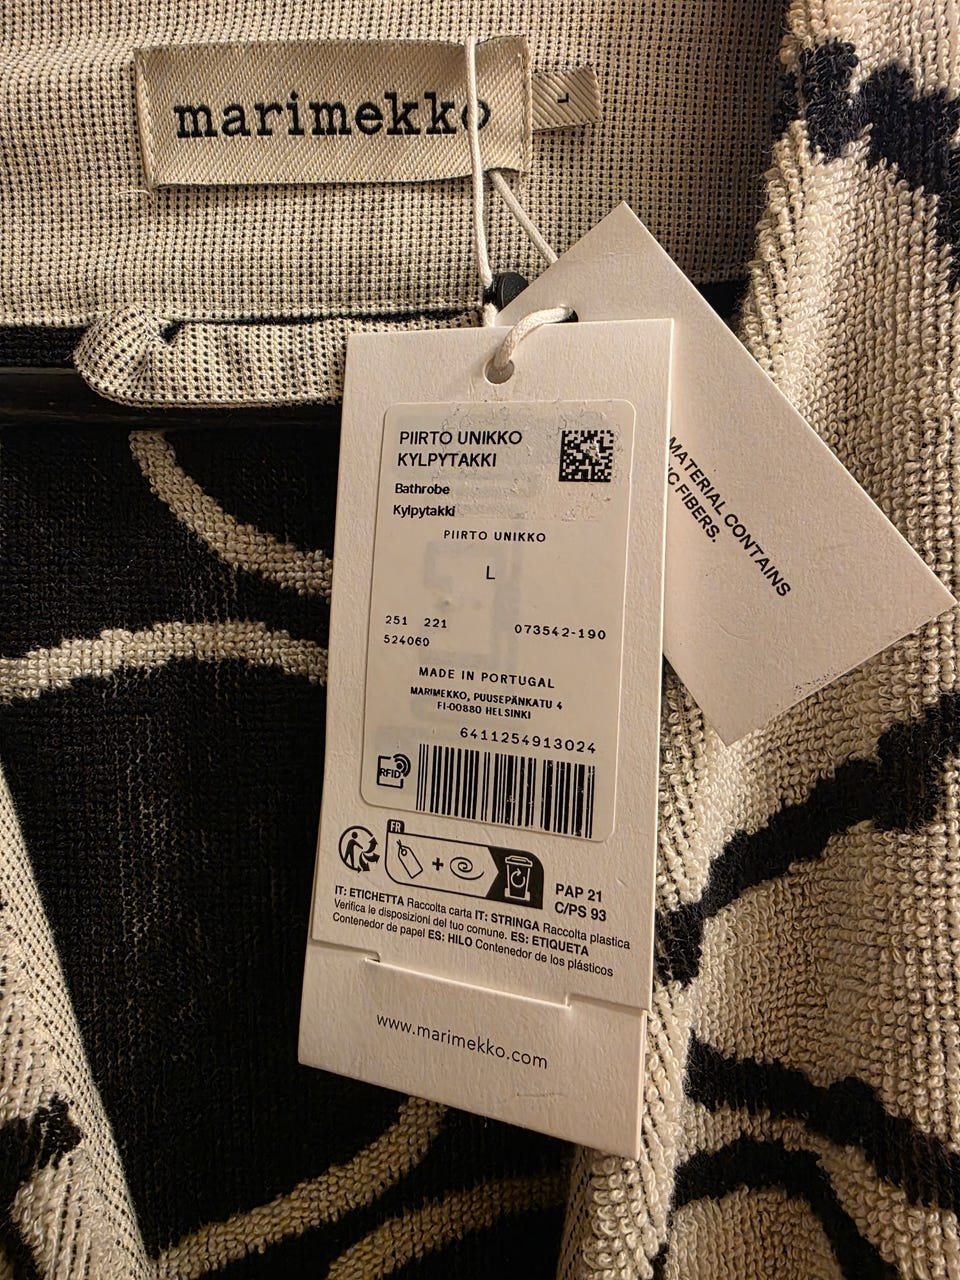 marimekko
L
PIIRTO UNIKKO
KYLPYTAKKI
Bathrobe
Kylpytakki
PIIRTO UNIKKO
L
251 221
524060
073542-190
MADE IN PORTUGAL
MARIMEKKO, PUUSEPÄNKATU 4
FI-00880 HELSINKI
6411254913024
RFID
FR
PAP 21
C/PS 93
IT: ETICHETTA Raccolta carta IT: STRINGA Raccolta plastica
Verifica le disposizioni del tuo comune. ES: ETIQUETA
Contenedor de papel ES: HILO Contenedor de los plásticos
www.marimekko.com
MATERIAL CONTAINS
FIBERS.